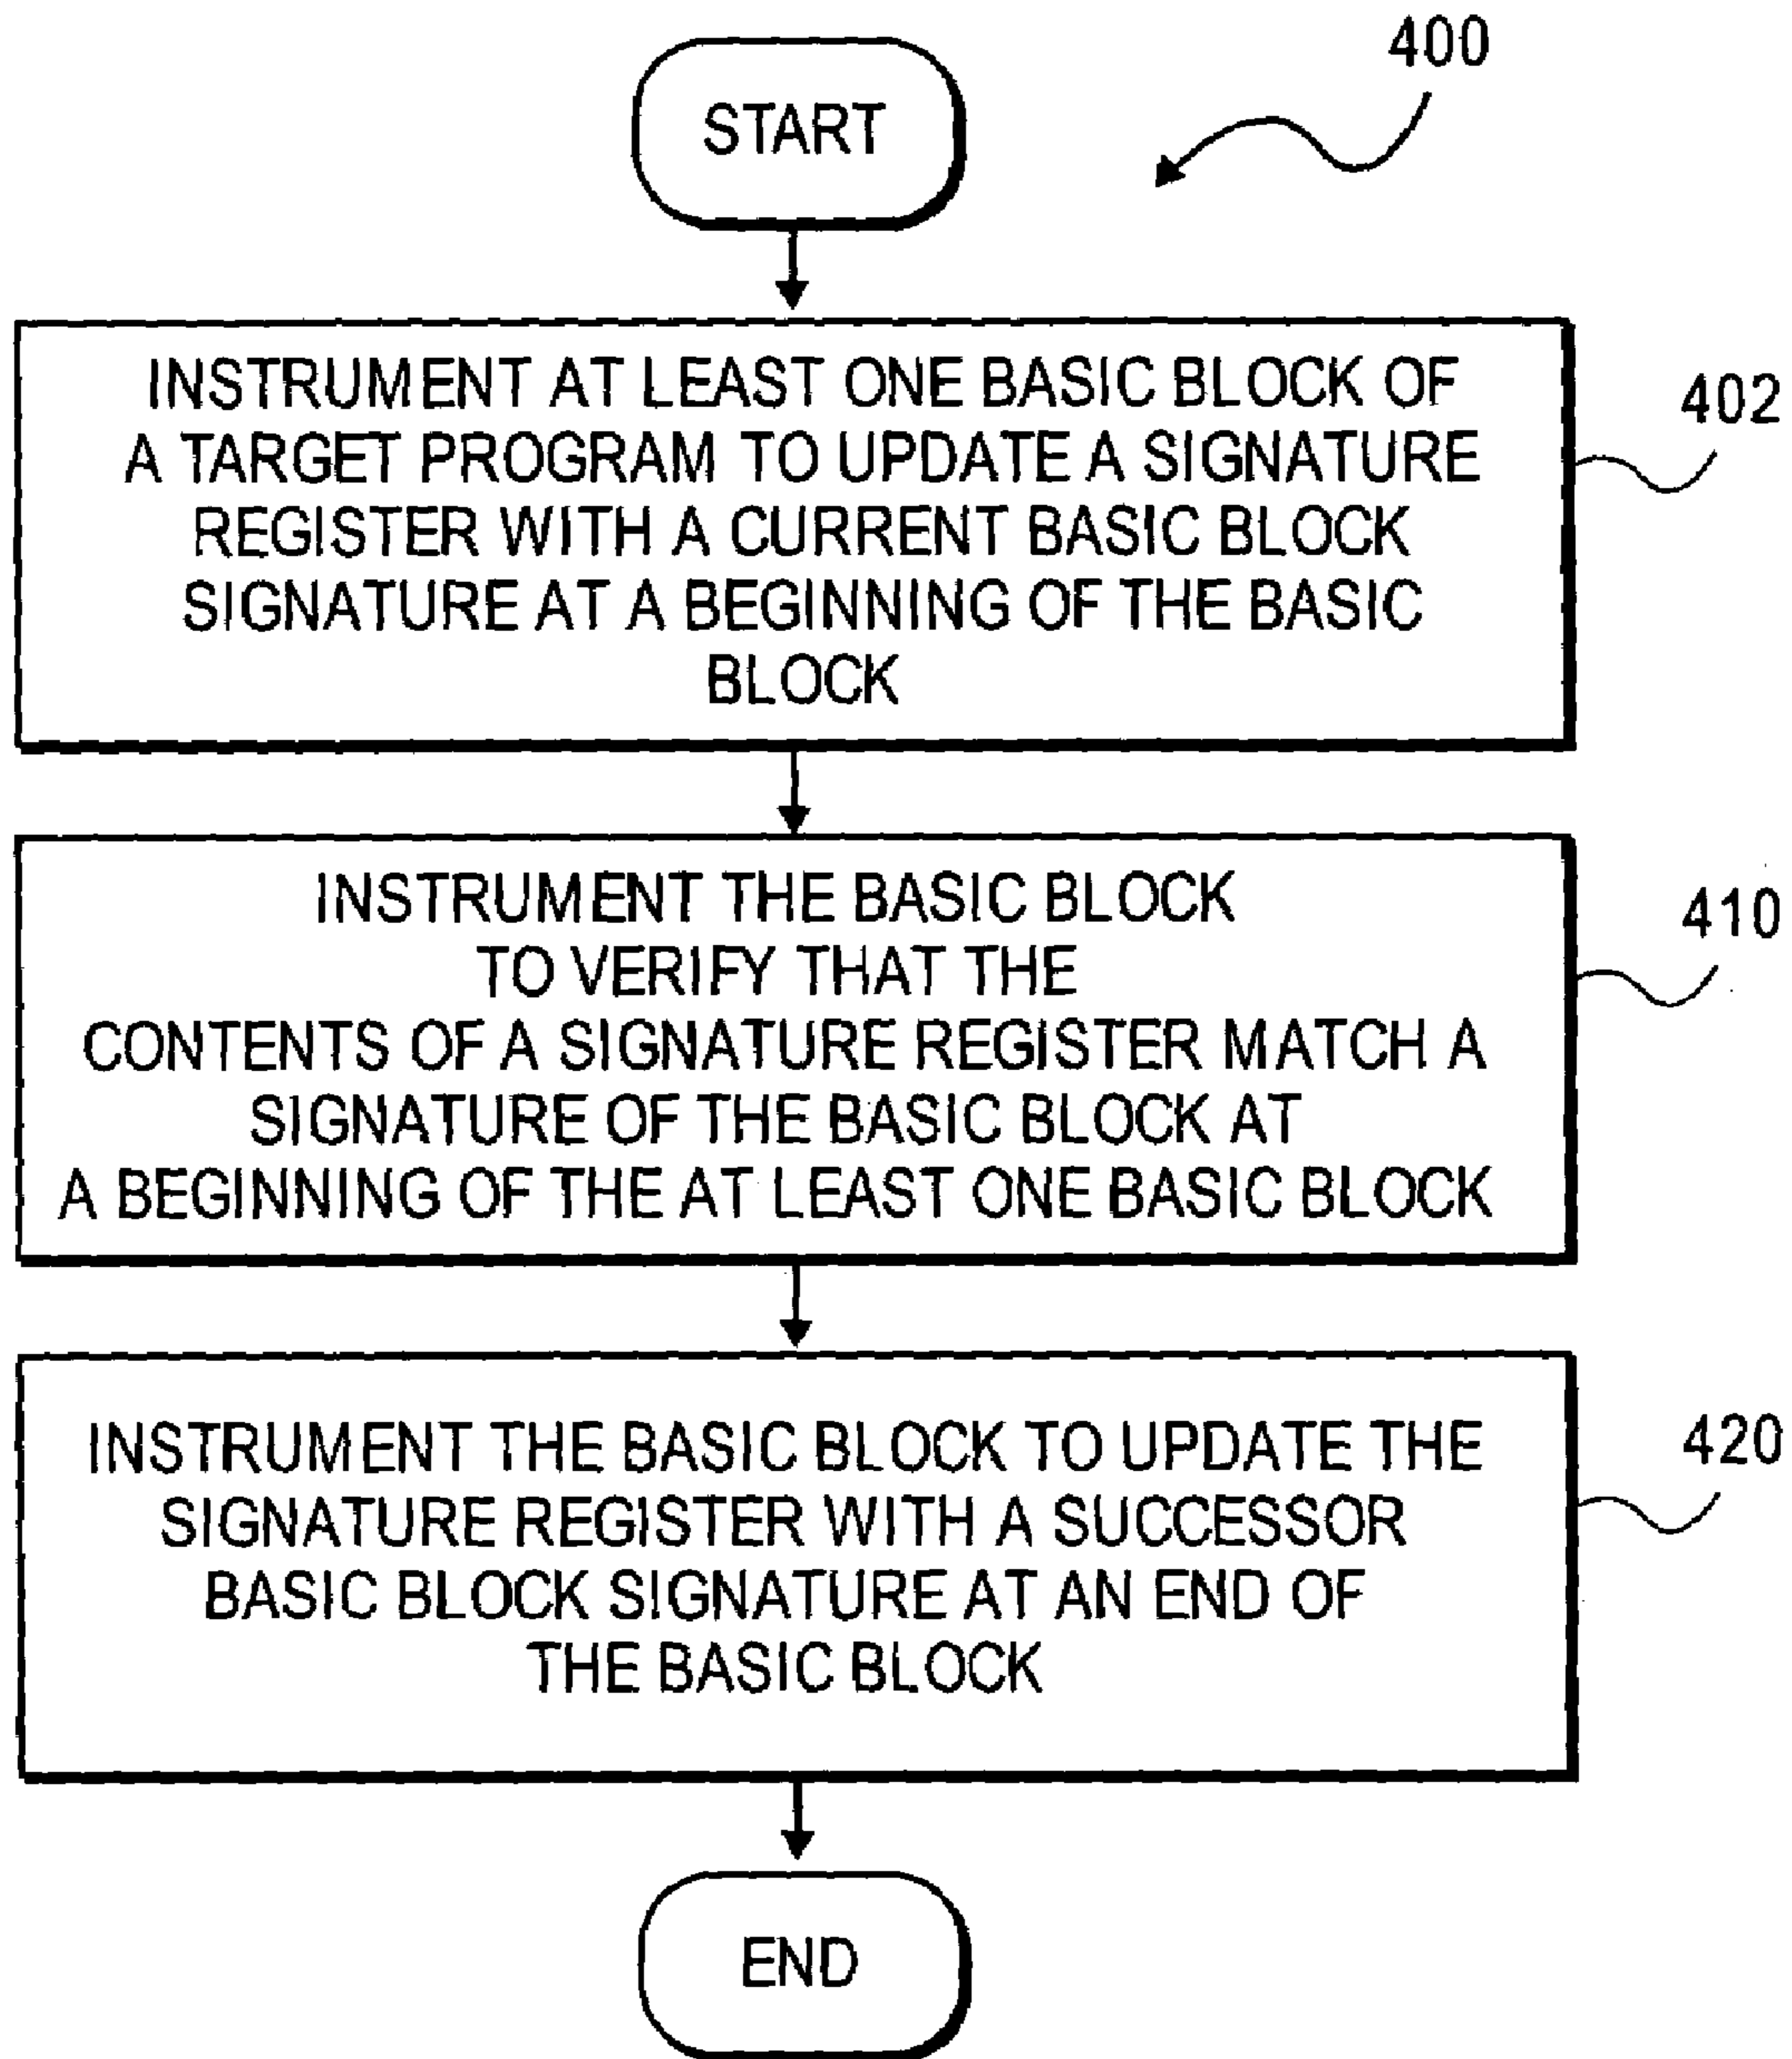 400
START
INSTRUMENT AT LEAST ONE BASIC BLOCK OF
A TARGET PROGRAM TO UPDATE A SIGNATURE
REGISTER WITH A CURRENT BASIC BLOCK
SIGNATURE AT A BEGINNING OF THE BASIC
BLOCK
402
INSTRUMENT THE BASIC BLOCK
TO VERIFY THAT THE
CONTENTS OF A SIGNATURE REGISTER MATCH A
SIGNATURE OF THE BASIC BLOCK AT
A BEGINNING OF THE AT LEAST ONE BASIC BLOCK
410
INSTRUMENT THE BASIC BLOCK TO UPDATE THE
SIGNATURE REGISTER WITH A SUCCESSOR
BASIC BLOCK SIGNATURE AT AN END OF
THE BASIC BLOCK
420
END